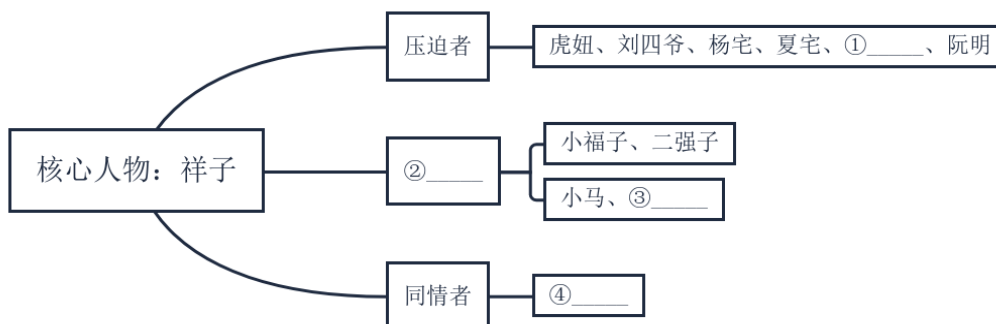 压迫者
虎妞、刘四爷、杨宅、夏宅、①_____、阮明
核心人物：祥子
②_____
小福子、二强子
小马、③_____
同情者
④_____